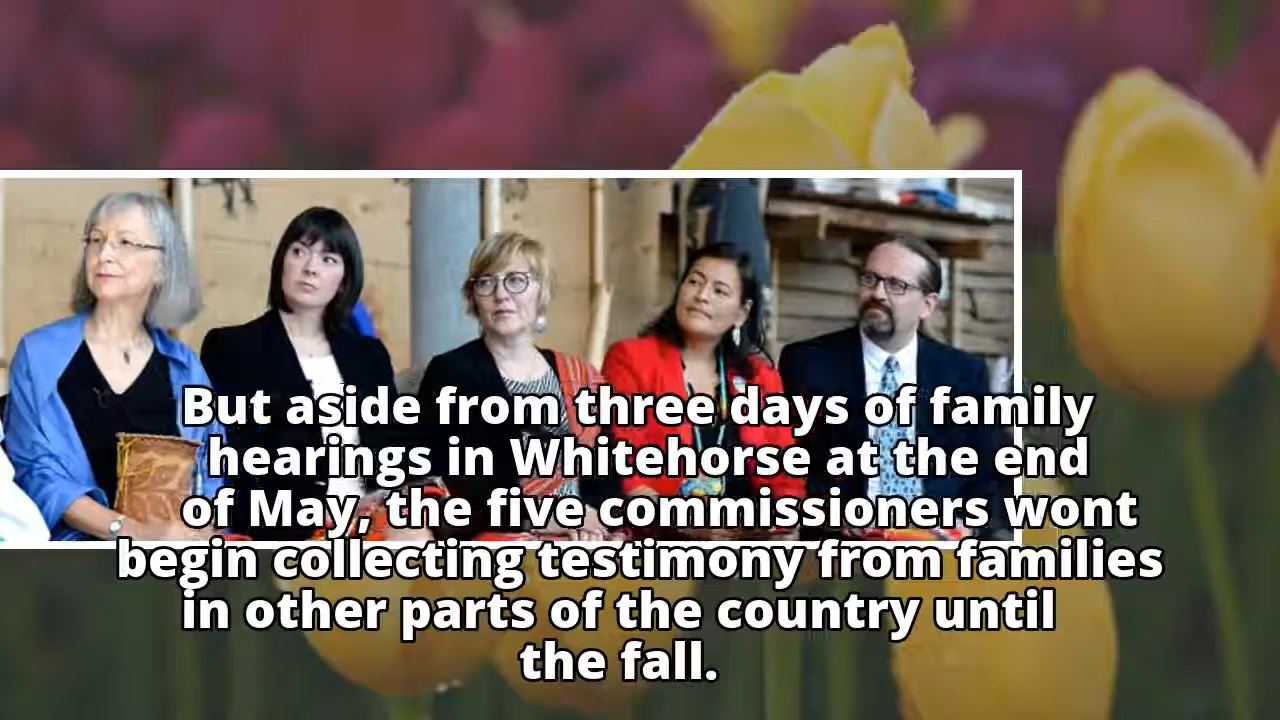 But aside from three days of family
hearings in Whitehorse at the end
of May, the five commissioners wont
begin collecting testimony from families
in other parts of the country until
the fall.